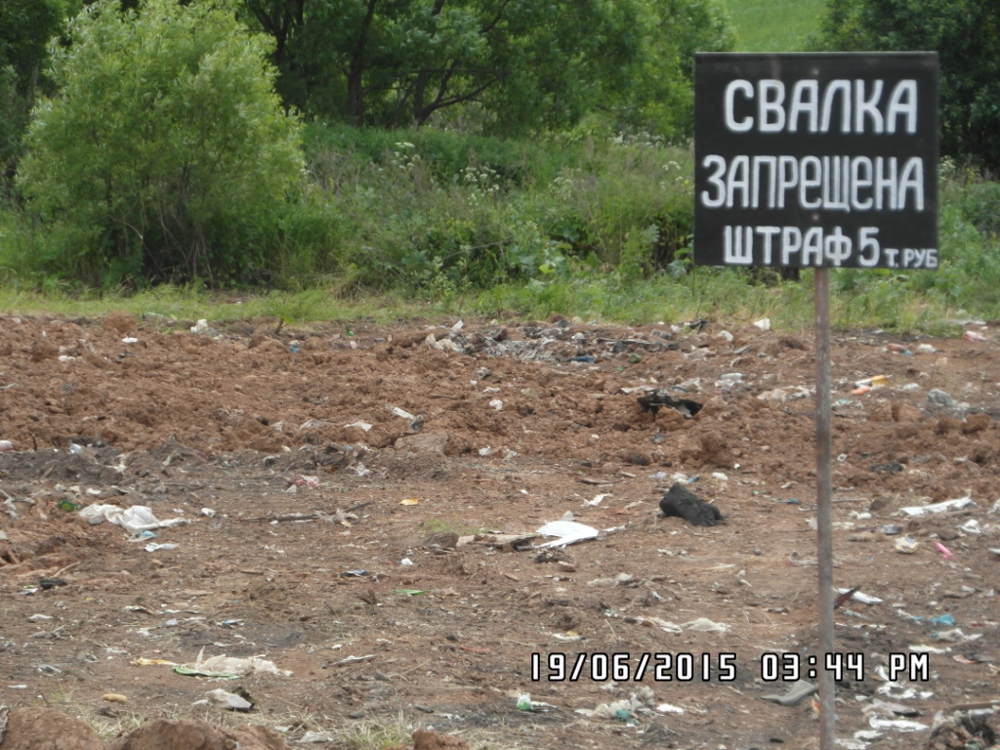 СВАЛКА
ЗАПРЕЩЕНА
ШТРАФ 5 Т. РУБ
19/06/2015 03:44 PM